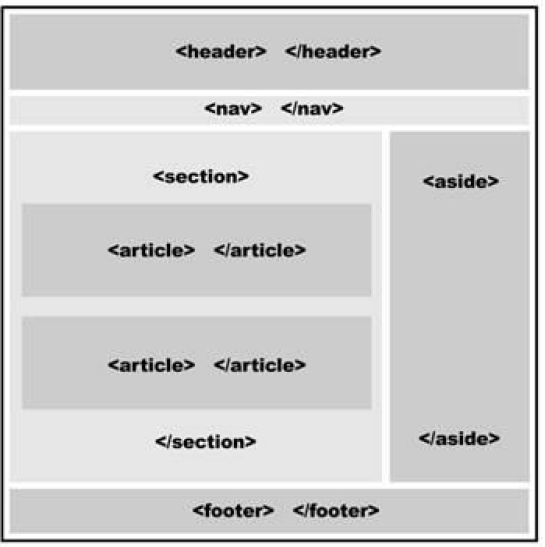 <header> </header>
<nav> </nav>
<section>
<aside>
<article> </article>
<article> </article>
</section>
</aside>
<footer> </footer>